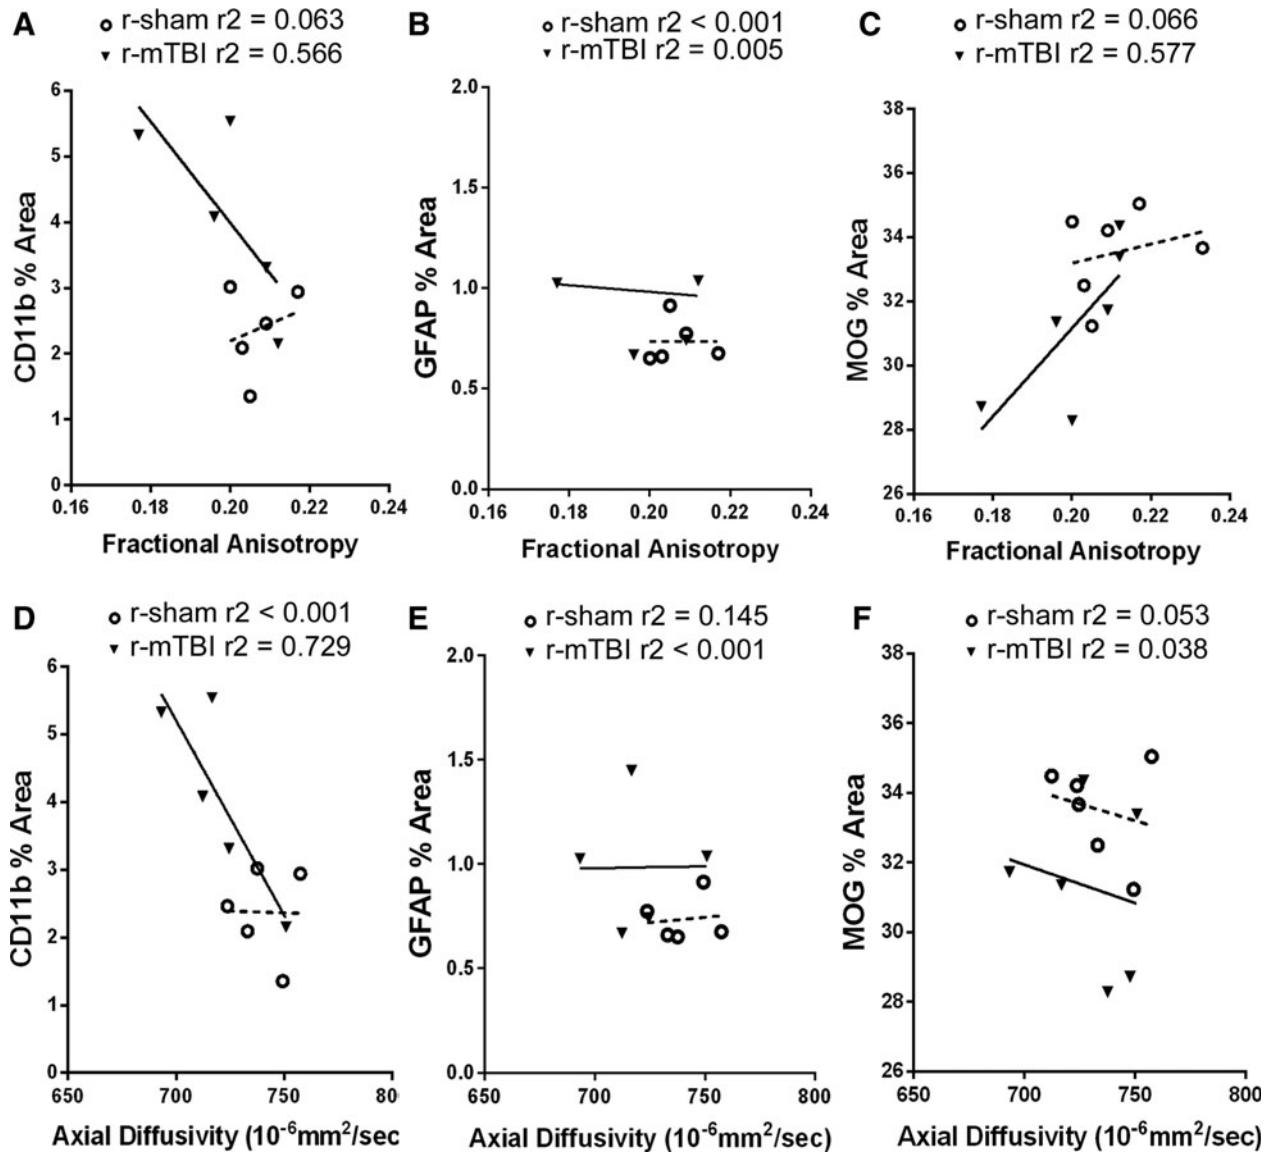 A
r-sham r2 = 0.063
r-mTBI r2 = 0.566
6
5
4
3
2
1
0
CD11b % Area
0.16 0.18 0.20 0.22 0.24
Fractional Anisotropy
B
r-sham r2 < 0.001
r-mTBI r2 = 0.005
2.0
1.5
1.0
0.5
0.0
GFAP % Area
0.16 0.18 0.20 0.22 0.24
Fractional Anisotropy
C
r-sham r2 = 0.066
r-mTBI r2 = 0.577
38
36
34
32
30
28
26
MOG % Area
0.16 0.18 0.20 0.22 0.24
Fractional Anisotropy
D
r-sham r2 < 0.001
r-mTBI r2 = 0.729
6
5
4
3
2
1
0
CD11b % Area
650 700 750 80
Axial Diffusivity (10⁻⁶mm²/sec
E
r-sham r2 = 0.145
r-mTBI r2 < 0.001
2.0
1.5
1.0
0.5
0.0
GFAP % Area
650 700 750 800
Axial Diffusivity (10⁻⁶mm²/sec)
F
r-sham r2 = 0.053
r-mTBI r2 = 0.038
38
36
34
32
30
28
26
MOG % Area
650 700 750 800
Axial Diffusivity (10⁻⁶mm²/sec)